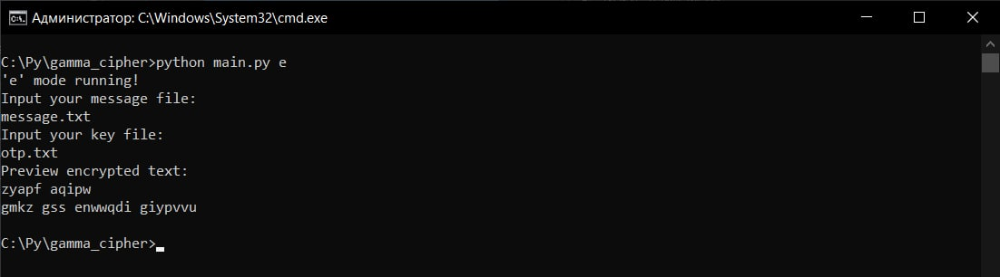 Администратор: C:\Windows\System32\cmd.exe
C:\Py\gamma_cipher>python main.py e
'e' mode running!
Input your message file:
message.txt
Input your key file:
otp.txt
Preview encrypted text:
zyapf aqipw
gmkz gss enwwqdi giypvvu
C:\Py\gamma_cipher>